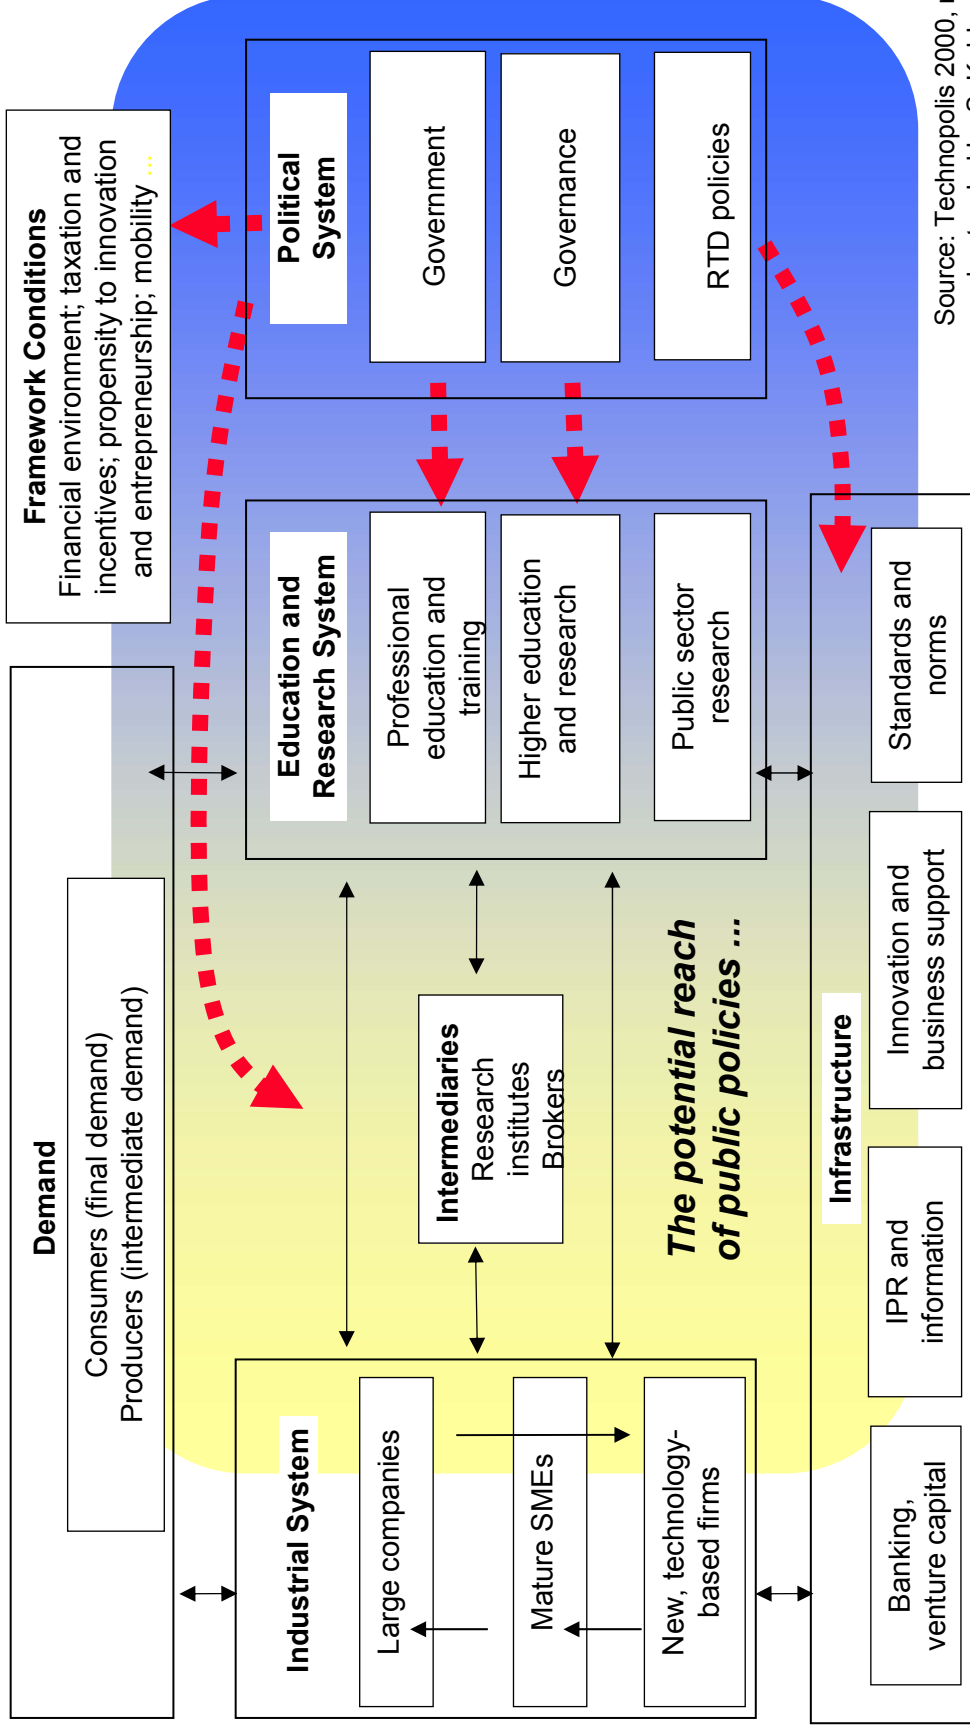 Demand
Consumers (final demand)
Producers (intermediate demand)
Framework Conditions
Financial environment; taxation and
incentives; propensity to innovation
and entrepreneurship; mobility ...
Industrial System
Large companies
Mature SMEs
New, technology-
based firms
Intermediaries
Research
institutes
Brokers
Education and
Research System
Professional
education and
training
Higher education
and research
Public sector
research
Political
System
Government
Governance
RTD policies
The potential reach
of public policies ...
Infrastructure
Banking,
venture capital
IPR and
information
Innovation and
business support
Standards and
norms
Source: Technopolis 2000,